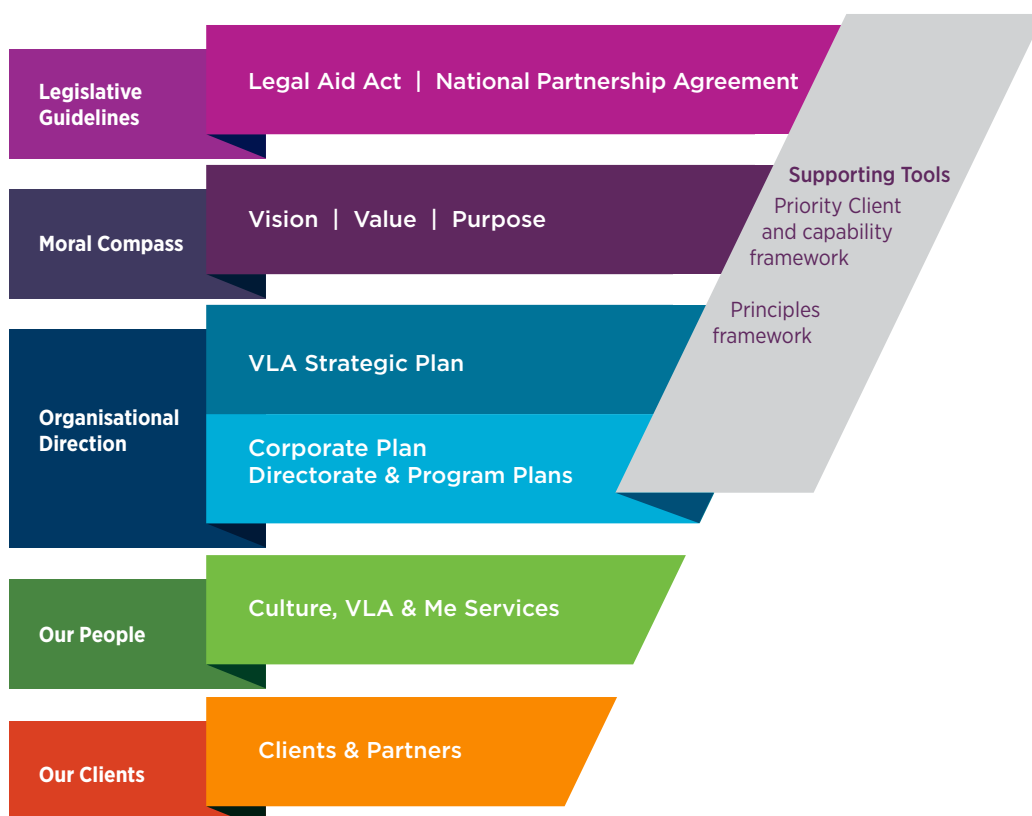 Legislative
Guidelines
Legal Aid Act | National Partnership Agreement
Moral Compass
Vision | Value | Purpose
Supporting Tools
Priority Client
and capability
framework
Principles
framework
Organisational
Direction
VLA Strategic Plan
Corporate Plan
Directorate & Program Plans
Our People
Culture, VLA & Me Services
Our Clients
Clients & Partners